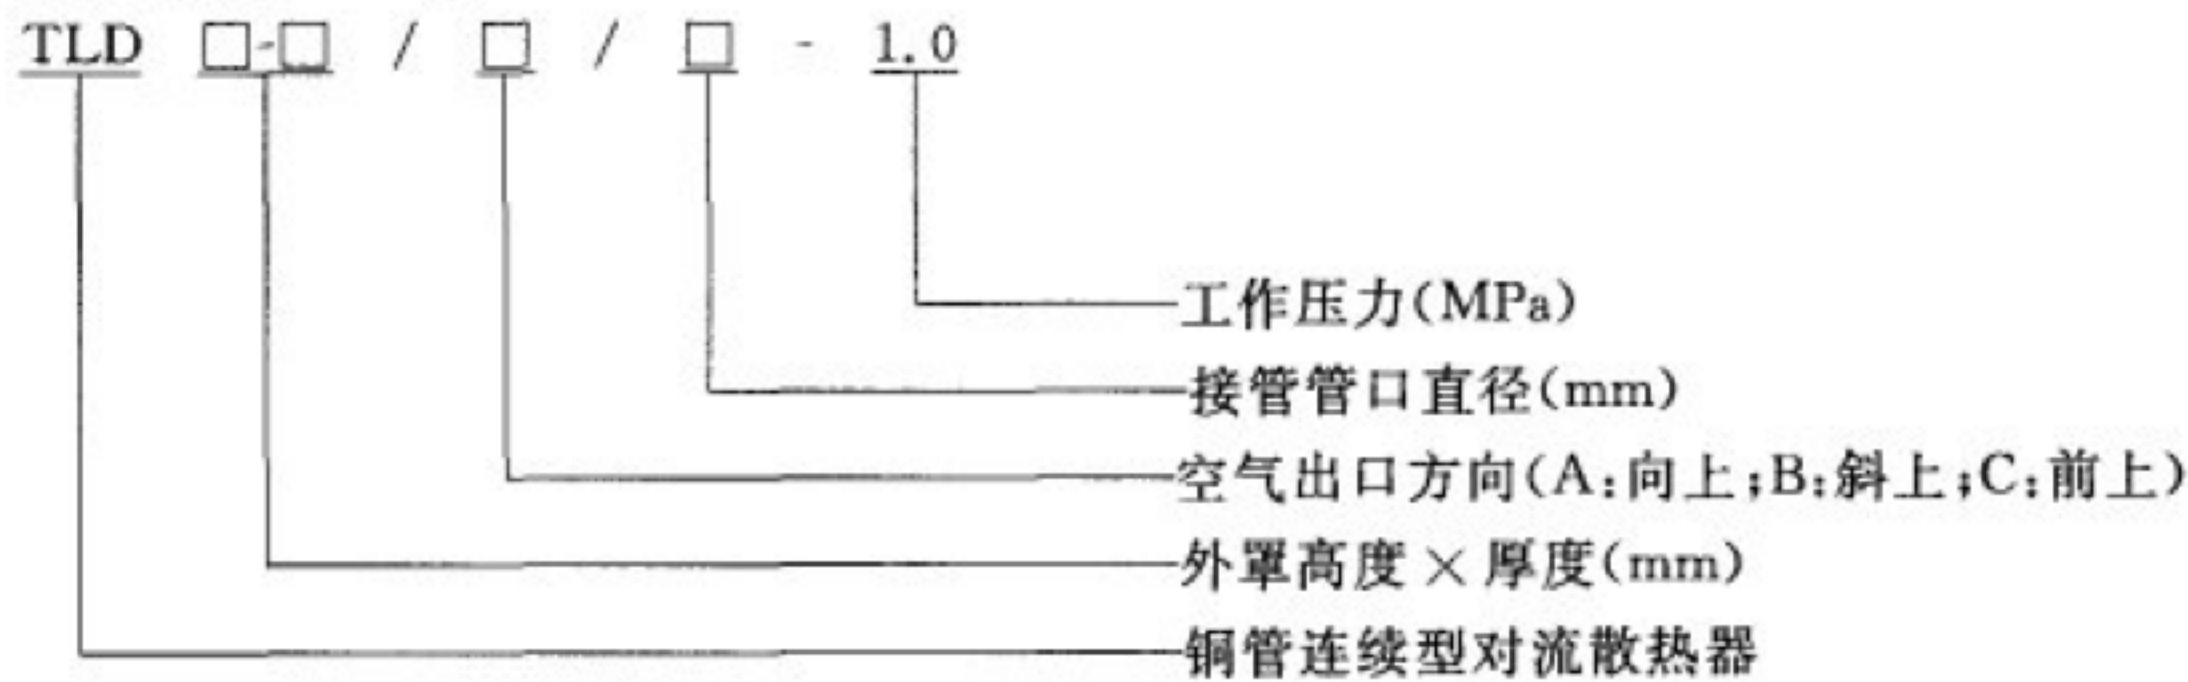 TLD □-□ / □ / □ - 1.0
工作压力(MPa)
接管管口直径(mm)
空气出口方向(A:向上;B:斜上;C:前上)
外罩高度×厚度(mm)
铜管连续型对流散热器